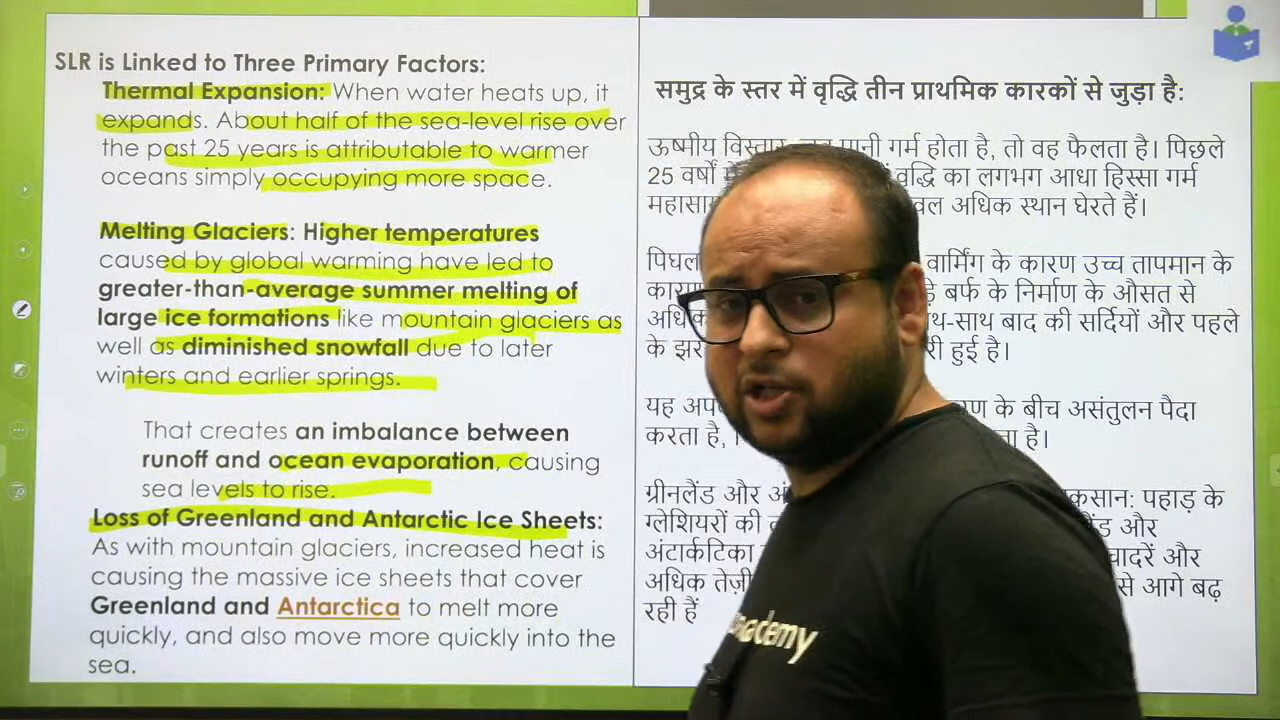 SLR is Linked to Three Primary Factors:
Thermal Expansion: When water heats up, it
expands. About half of the sea-level rise over
the past 25 years is attributable to warmer
oceans simply occupying more space.
Melting Glaciers: Higher temperatures
caused by global warming have led to
greater-than-average summer melting of
large ice formations like mountain glaciers as
well as diminished snowfall due to later
winters and earlier springs.
That creates an imbalance between
runoff and ocean evaporation, causing
sea levels to rise.
Loss of Greenland and Antarctic Ice Sheets:
As with mountain glaciers, increased heat is
causing the massive ice sheets that cover
Greenland and Antarctica to melt more
quickly, and also move more quickly into the
sea.
समुद्र के स्तर में वृद्धि तीन प्राथमिक कारकों से जुड़ा है:
ऊष्मीय विस्तार पानी गर्म होता है, तो वह फैलता है। पिछले
25 वर्षों वृद्धि का लगभग आधा हिस्सा गर्म
अधिक स्थान घेरते हैं।
वार्मिंग के कारण उच्च तापमान के
बर्फ के निर्माण के औसत से
बाद की सर्दियों और पहले
के हुई है।
यह के बीच असंतुलन पैदा
करता है, है।
ग्रीनलैंड और पहाड़ के
ग्लेशियरों की और
अंटार्कटिका चादरें और
अधिक से आगे बढ़
रही हैं